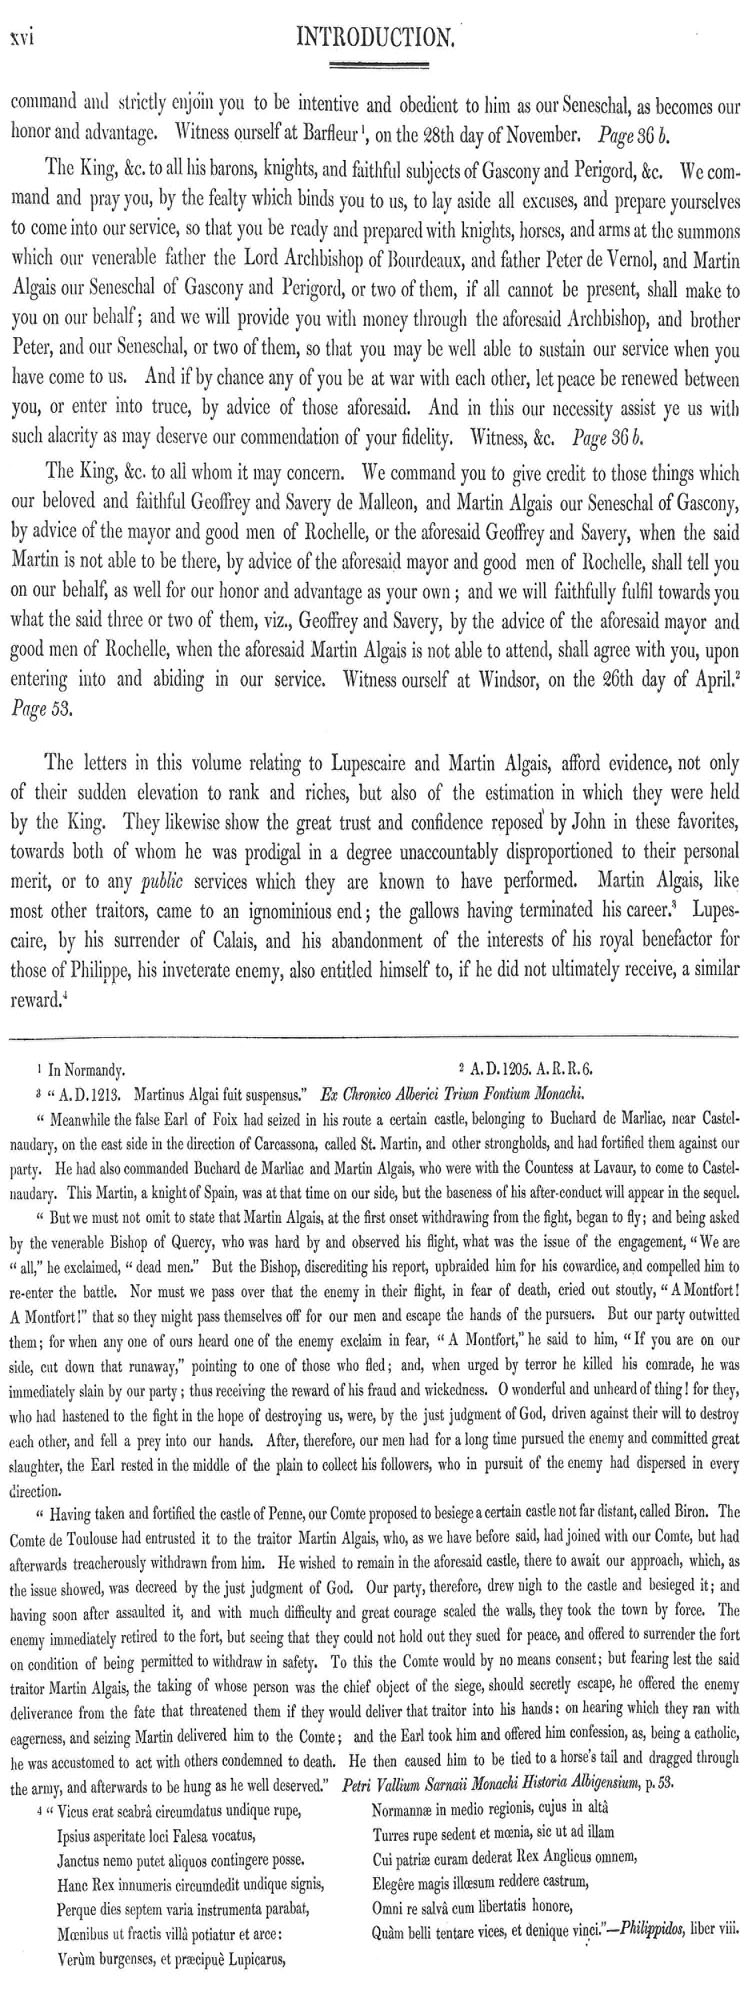 xvi
INTRODUCTION.
command and strictly enjoin you to be intentive and obedient to him as our Seneschal, as becomes our
honor and advantage. Witness ourself at Barfleur ¹, on the 28th day of November. Page 36 b.
The King, &c. to all his barons, knights, and faithful subjects of Gascony and Perigord, &c. We com-
mand and pray you, by the fealty which binds you to us, to lay aside all excuses, and prepare yourselves
to come into our service, so that you be ready and prepared with knights, horses, and arms at the summons
which our venerable father the Lord Archbishop of Bourdeaux, and father Peter de Vernol, and Martin
Algais our Seneschal of Gascony and Perigord, or two of them, if all cannot be present, shall make to
you on our behalf; and we will provide you with money through the aforesaid Archbishop, and brother
Peter, and our Seneschal, or two of them, so that you may be well able to sustain our service when you
have come to us. And if by chance any of you be at war with each other, let peace be renewed between
you, or enter into truce, by advice of those aforesaid. And in this our necessity assist ye us with
such alacrity as may deserve our commendation of your fidelity. Witness, &c. Page 36 b.
The King, &c. to all whom it may concern. We command you to give credit to those things which
our beloved and faithful Geoffrey and Savery de Malleon, and Martin Algais our Seneschal of Gascony,
by advice of the mayor and good men of Rochelle, or the aforesaid Geoffrey and Savery, when the said
Martin is not able to be there, by advice of the aforesaid mayor and good men of Rochelle, shall tell you
on our behalf, as well for our honor and advantage as your own; and we will faithfully fulfil towards you
what the said three or two of them, viz., Geoffrey and Savery, by the advice of the aforesaid mayor and
good men of Rochelle, when the aforesaid Martin Algais is not able to attend, shall agree with you, upon
entering into and abiding in our service. Witness ourself at Windsor, on the 26th day of April.²
Page 53.
The letters in this volume relating to Lupescaire and Martin Algais, afford evidence, not only
of their sudden elevation to rank and riches, but also of the estimation in which they were held
by the King. They likewise show the great trust and confidence reposed by John in these favorites,
towards both of whom he was prodigal in a degree unaccountably disproportioned to their personal
merit, or to any public services which they are known to have performed. Martin Algais, like
most other traitors, came to an ignominious end; the gallows having terminated his career.³ Lupes-
caire, by his surrender of Calais, and his abandonment of the interests of his royal benefactor for
those of Philippe, his inveterate enemy, also entitled himself to, if he did not ultimately receive, a similar
reward.⁴
¹ In Normandy.
² A. D. 1205. A. R. R. 6.
³ “ A. D. 1213. Martinus Algai fuit suspensus.” Ex Chronico Alberici Trium Fontium Monachi.
“ Meanwhile the false Earl of Foix had seized in his route a certain castle, belonging to Buchard de Marliac, near Castel-
naudary, on the east side in the direction of Carcassona, called St. Martin, and other strongholds, and had fortified them against our
party. He had also commanded Buchard de Marliac and Martin Algais, who were with the Countess at Lavaur, to come to Castel-
naudary. This Martin, a knight of Spain, was at that time on our side, but the baseness of his after-conduct will appear in the sequel.
“ But we must not omit to state that Martin Algais, at the first onset withdrawing from the fight, began to fly; and being asked
by the venerable Bishop of Quercy, who was hard by and observed his flight, what was the issue of the engagement, “ We are
“ all,” he exclaimed, “ dead men.” But the Bishop, discrediting his report, upbraided him for his cowardice, and compelled him to
re-enter the battle. Nor must we pass over that the enemy in their flight, in fear of death, cried out stoutly, “ A Montfort!
A Montfort!” that so they might pass themselves off for our men and escape the hands of the pursuers. But our party outwitted
them; for when any one of ours heard one of the enemy exclaim in fear, “ A Montfort,” he said to him, “ If you are on our
side, cut down that runaway,” pointing to one of those who fled; and, when urged by terror he killed his comrade, he was
immediately slain by our party; thus receiving the reward of his fraud and wickedness. O wonderful and unheard of thing! for they,
who had hastened to the fight in the hope of destroying us, were, by the just judgment of God, driven against their will to destroy
each other, and fell a prey into our hands. After, therefore, our men had for a long time pursued the enemy and committed great
slaughter, the Earl rested in the middle of the plain to collect his followers, who in pursuit of the enemy had dispersed in every
direction.
“ Having taken and fortified the castle of Penne, our Comte proposed to besiege a certain castle not far distant, called Biron. The
Comte de Toulouse had entrusted it to the traitor Martin Algais, who, as we have before said, had joined with our Comte, but had
afterwards treacherously withdrawn from him. He wished to remain in the aforesaid castle, there to await our approach, which, as
the issue showed, was decreed by the just judgment of God. Our party, therefore, drew nigh to the castle and besieged it; and
having soon after assaulted it, and with much difficulty and great courage scaled the walls, they took the town by force. The
enemy immediately retired to the fort, but seeing that they could not hold out they sued for peace, and offered to surrender the fort
on condition of being permitted to withdraw in safety. To this the Comte would by no means consent; but fearing lest the said
traitor Martin Algais, the taking of whose person was the chief object of the siege, should secretly escape, he offered the enemy
deliverance from the fate that threatened them if they would deliver that traitor into his hands: on hearing which they ran with
eagerness, and seizing Martin delivered him to the Comte; and the Earl took him and offered him confession, as, being a catholic,
he was accustomed to act with others condemned to death. He then caused him to be tied to a horse's tail and dragged through
the army, and afterwards to be hung as he well deserved.” Petri Vallium Sarnaii Monachi Historia Albigensium, p. 53.
⁴ “ Vicus erat scabrâ circumdatus undique rupe,
Ipsius asperitate loci Falesa vocatus,
Janctus nemo putet aliquos contingere posse.
Hanc Rex innumeris circumdedit undique signis,
Perque dies septem varia instrumenta parabat,
Mœnibus ut fractis villâ potiatur et arce:
Verùm burgenses, et præcipuè Lupicarus,
Normannæ in medio regionis, cujus in altâ
Turres rupe sedent et mœnia, sic ut ad illam
Cui patriæ curam dederat Rex Anglicus omnem,
Elegêre magis illœsum reddere castrum,
Omni re salvâ cum libertatis honore,
Quàm belli tentare vices, et denique vinci.”—Philippidos, liber viii.